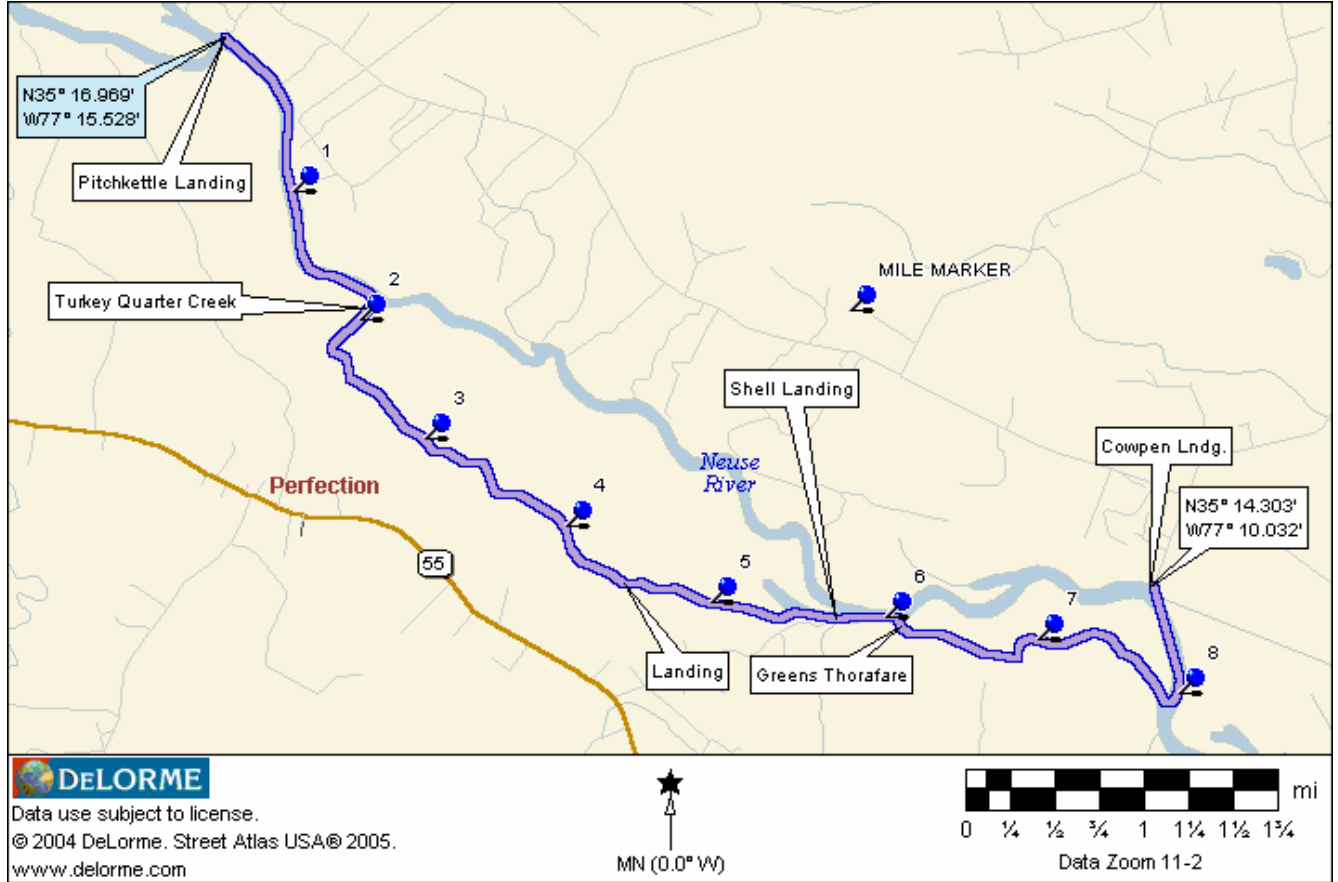 N35° 16.969'
W77° 15.528'
Pitchkettle Landing
1
Turkey Quarter Creek
2
MILE MARKER
3
Shell Landing
Neuse
River
Cowpen Lndg.
Perfection
4
N35° 14.303'
W77° 10.032'
55
5
6
7
Landing
Greens Thorafare
8
DELORME
Data use subject to license.
© 2004 DeLorme. Street Atlas USA® 2005.
www.delorme.com
MN (0.0° W)
mi
0 ¼ ½ ¾ 1 1¼ 1½ 1¾
Data Zoom 11-2